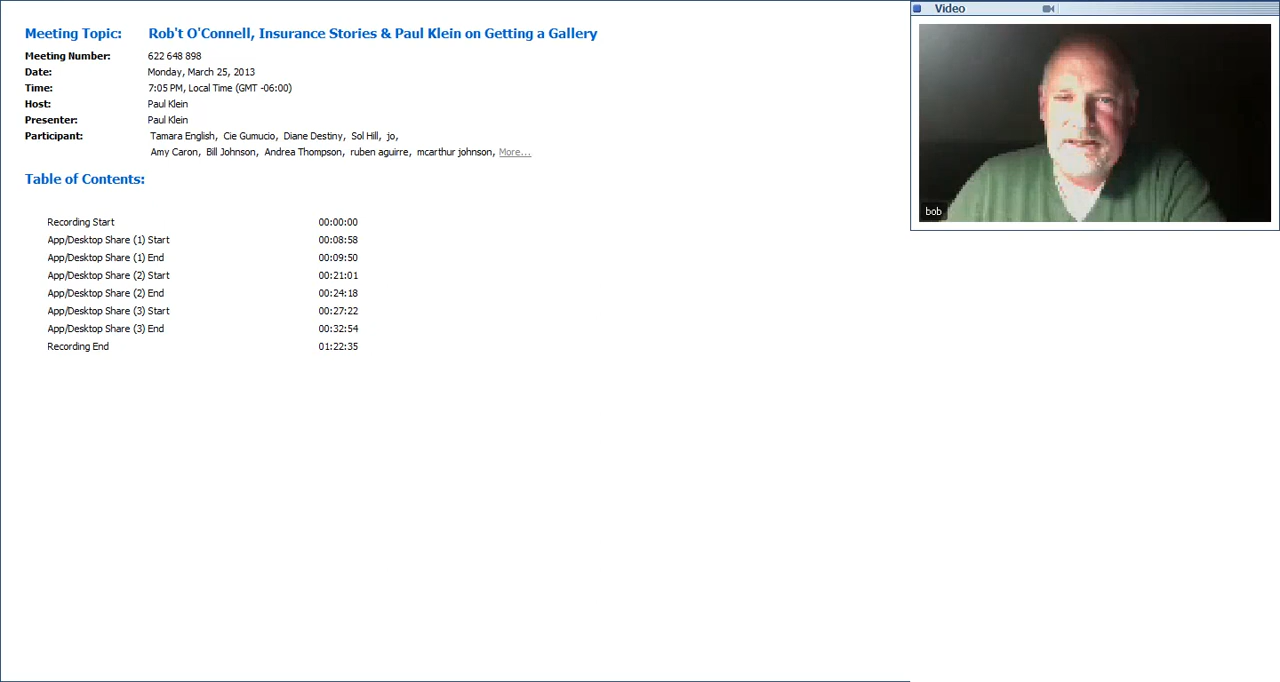 Meeting Topic: Rob't O'Connell, Insurance Stories & Paul Klein on Getting a Gallery
Meeting Number: 622 648 898
Date: Monday, March 25, 2013
Time: 7:05 PM, Local Time (GMT -06:00)
Host: Paul Klein
Presenter: Paul Klein
Participant: Tamara English, Cie Gumucio, Diane Destiny, Sol Hill, jo,
Amy Caron, Bill Johnson, Andrea Thompson, ruben aguirre, mcarthur johnson, More...
Table of Contents:
Recording Start 00:00:00
App/Desktop Share (1) Start 00:08:58
App/Desktop Share (1) End 00:09:50
App/Desktop Share (2) Start 00:21:01
App/Desktop Share (2) End 00:24:18
App/Desktop Share (3) Start 00:27:22
App/Desktop Share (3) End 00:32:54
Recording End 01:22:35
Video
bob